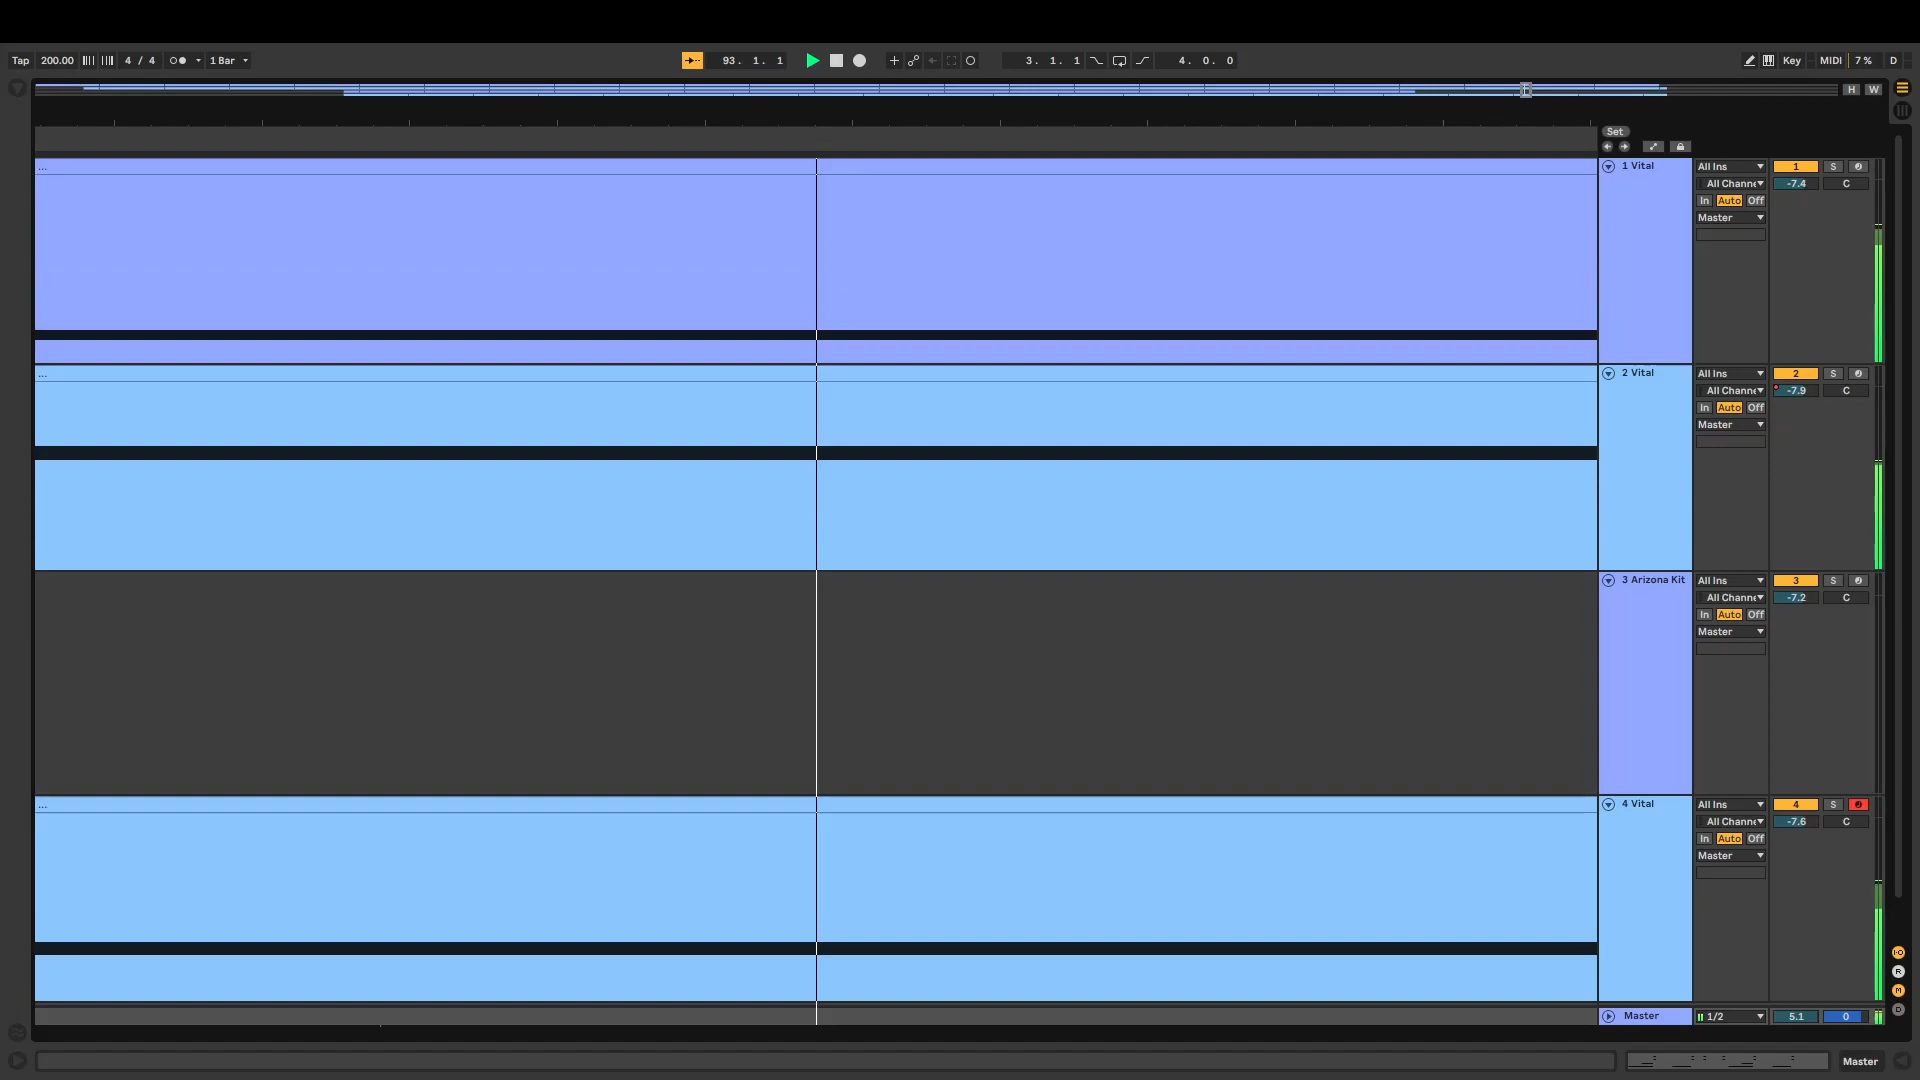 Tap 200.00 4 / 4 1 Bar 93. 1. 1 3. 1. 1 4. 0. 0 Key MIDI 7 % D
H W
Set
... 1 Vital All Ins 1 S
All Channe -7.4 C
In Auto Off
Master
... 2 Vital All Ins 2 S
All Channe -7.9 C
In Auto Off
Master
3 Arizona Kit All Ins 3 S
All Channe -7.2 C
In Auto Off
Master
... 4 Vital All Ins 4 S
All Channe -7.6 C
In Auto Off
Master
I·O
R
M
D
Master 1/2 5.1 0
Master